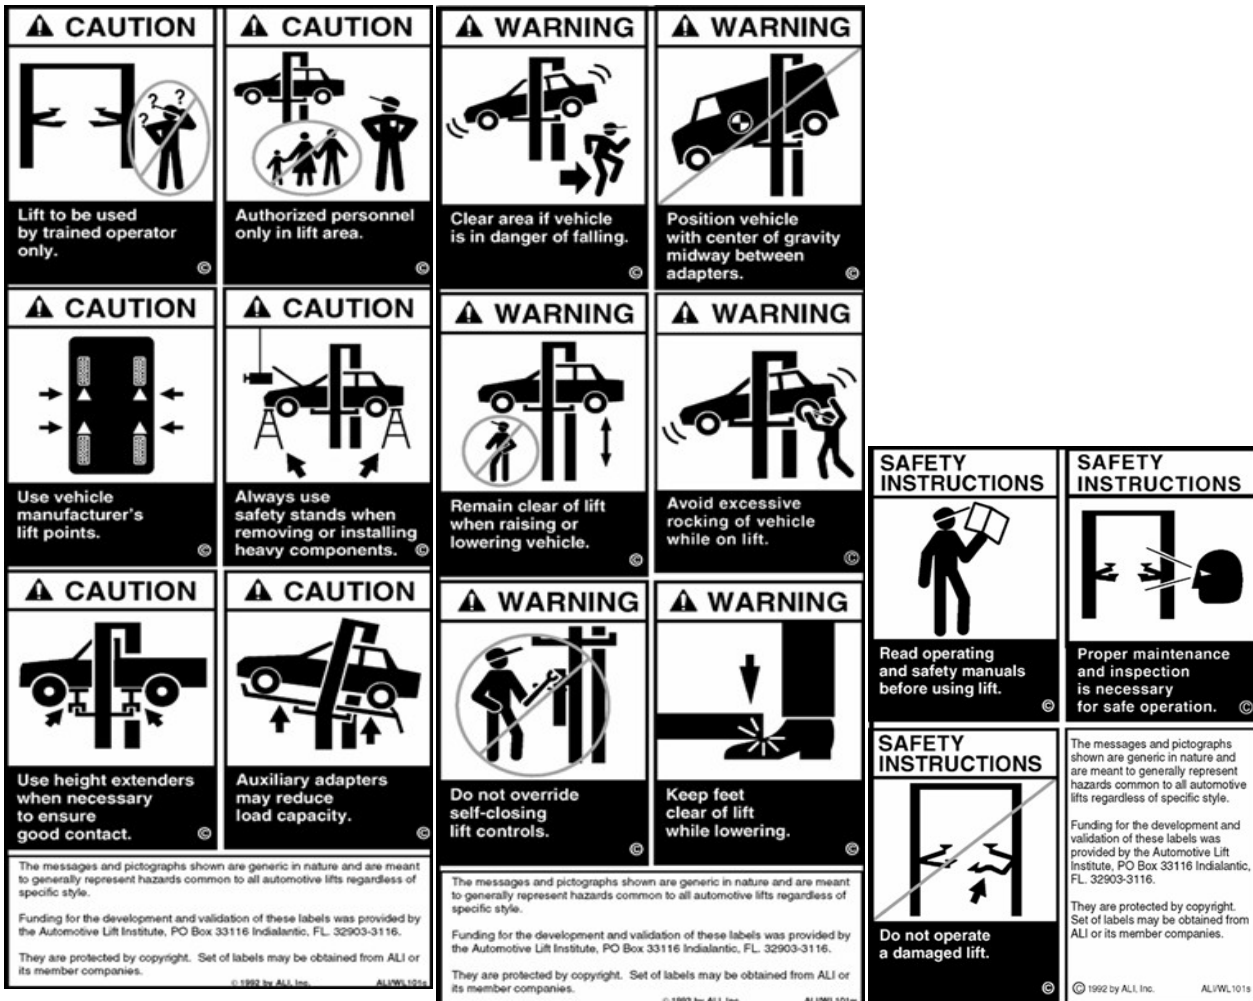 CAUTION
CAUTION
? ? ?
Lift to be used
by trained operator
only.
©
Authorized personnel
only in lift area.
©
CAUTION
CAUTION
Use vehicle
manufacturer's
lift points.
©
Always use
safety stands when
removing or installing
heavy components. ©
CAUTION
CAUTION
Use height extenders
when necessary
to ensure
good contact.
©
Auxiliary adapters
may reduce
load capacity.
©
The messages and pictographs shown are generic in nature and are meant
to generally represent hazards common to all automotive lifts regardless of
specific style.
Funding for the development and validation of these labels was provided by
the Automotive Lift Institute, PO Box 33116 Indialantic, FL. 32903-3116.
They are protected by copyright. Set of labels may be obtained from ALI or
its member companies.
© 1992 by ALI, Inc. ALI/WL101c
WARNING
WARNING
Clear area if vehicle
is in danger of falling.
©
Position vehicle
with center of gravity
midway between
adapters.
©
WARNING
WARNING
Remain clear of lift
when raising or
lowering vehicle.
©
Avoid excessive
rocking of vehicle
while on lift.
©
WARNING
WARNING
Do not override
self-closing
lift controls.
©
Keep feet
clear of lift
while lowering.
©
The messages and pictographs shown are generic in nature and are meant
to generally represent hazards common to all automotive lifts regardless of
specific style.
Funding for the development and validation of these labels was provided by
the Automotive Lift Institute, PO Box 33116 Indialantic, FL. 32903-3116.
They are protected by copyright. Set of labels may be obtained from ALI or
its member companies.
© 1992 by ALI, Inc.
SAFETY
INSTRUCTIONS
SAFETY
INSTRUCTIONS
Read operating
and safety manuals
before using lift.
©
Proper maintenance
and inspection
is necessary
for safe operation. ©
SAFETY
INSTRUCTIONS
Do not operate
a damaged lift.
©
The messages and pictographs
shown are generic in nature and
are meant to generally represent
hazards common to all automotive
lifts regardless of specific style.
Funding for the development and
validation of these labels was
provided by the Automotive Lift
Institute, PO Box 33116 Indialantic,
FL. 32903-3116.
They are protected by copyright.
Set of labels may be obtained from
ALI or its member companies.
© 1992 by ALI, Inc. ALI/WL101s